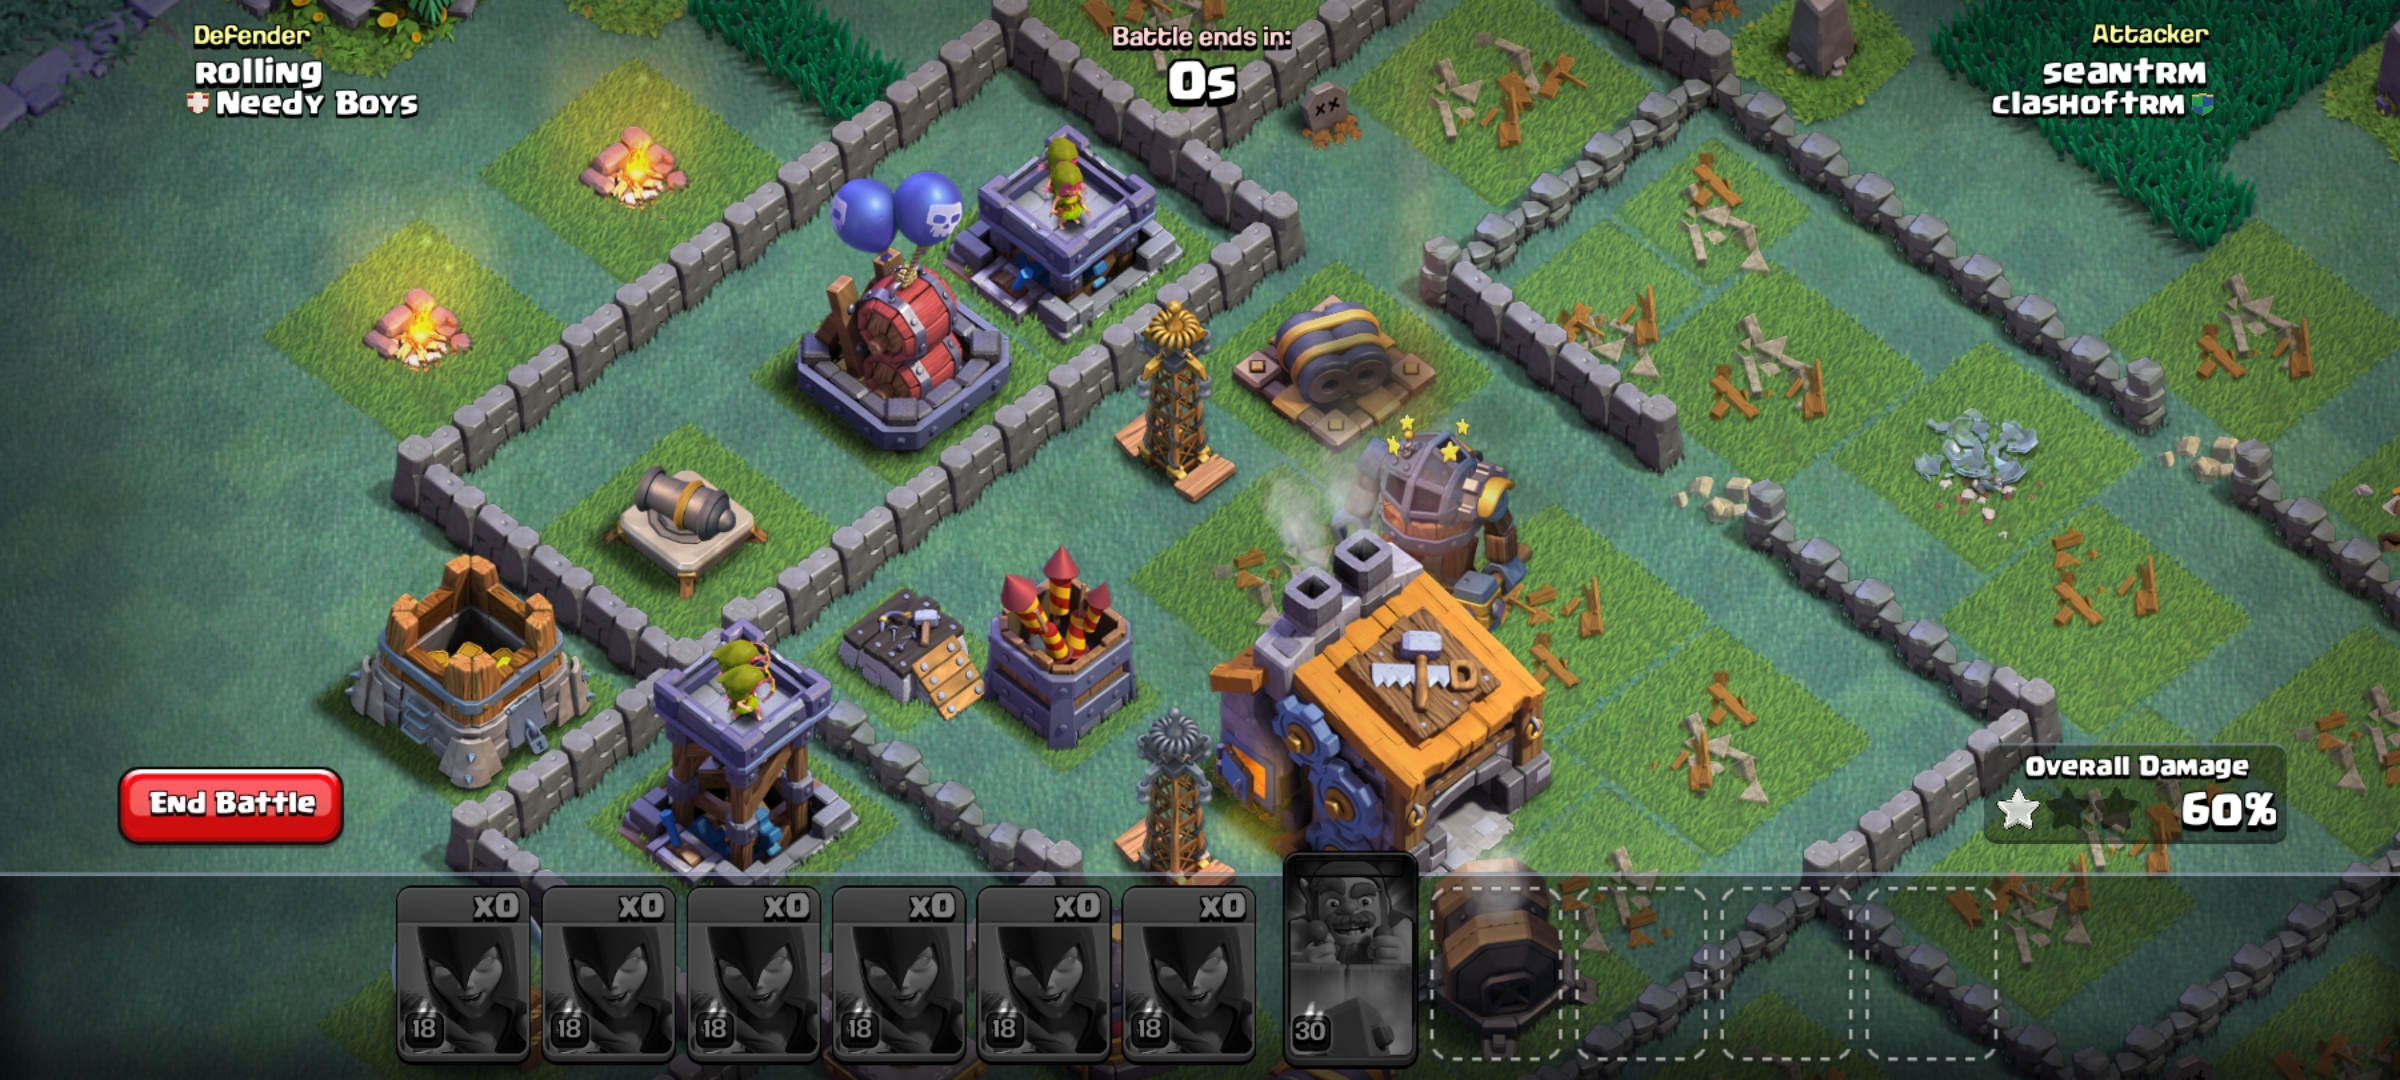 Defender
Rolling
Needy Boys
Battle ends in:
0s
Attacker
seantRM
clashoftRM
End Battle
Overall Damage
60%
x0
x0
x0
x0
x0
x0
18
18
18
18
18
18
30